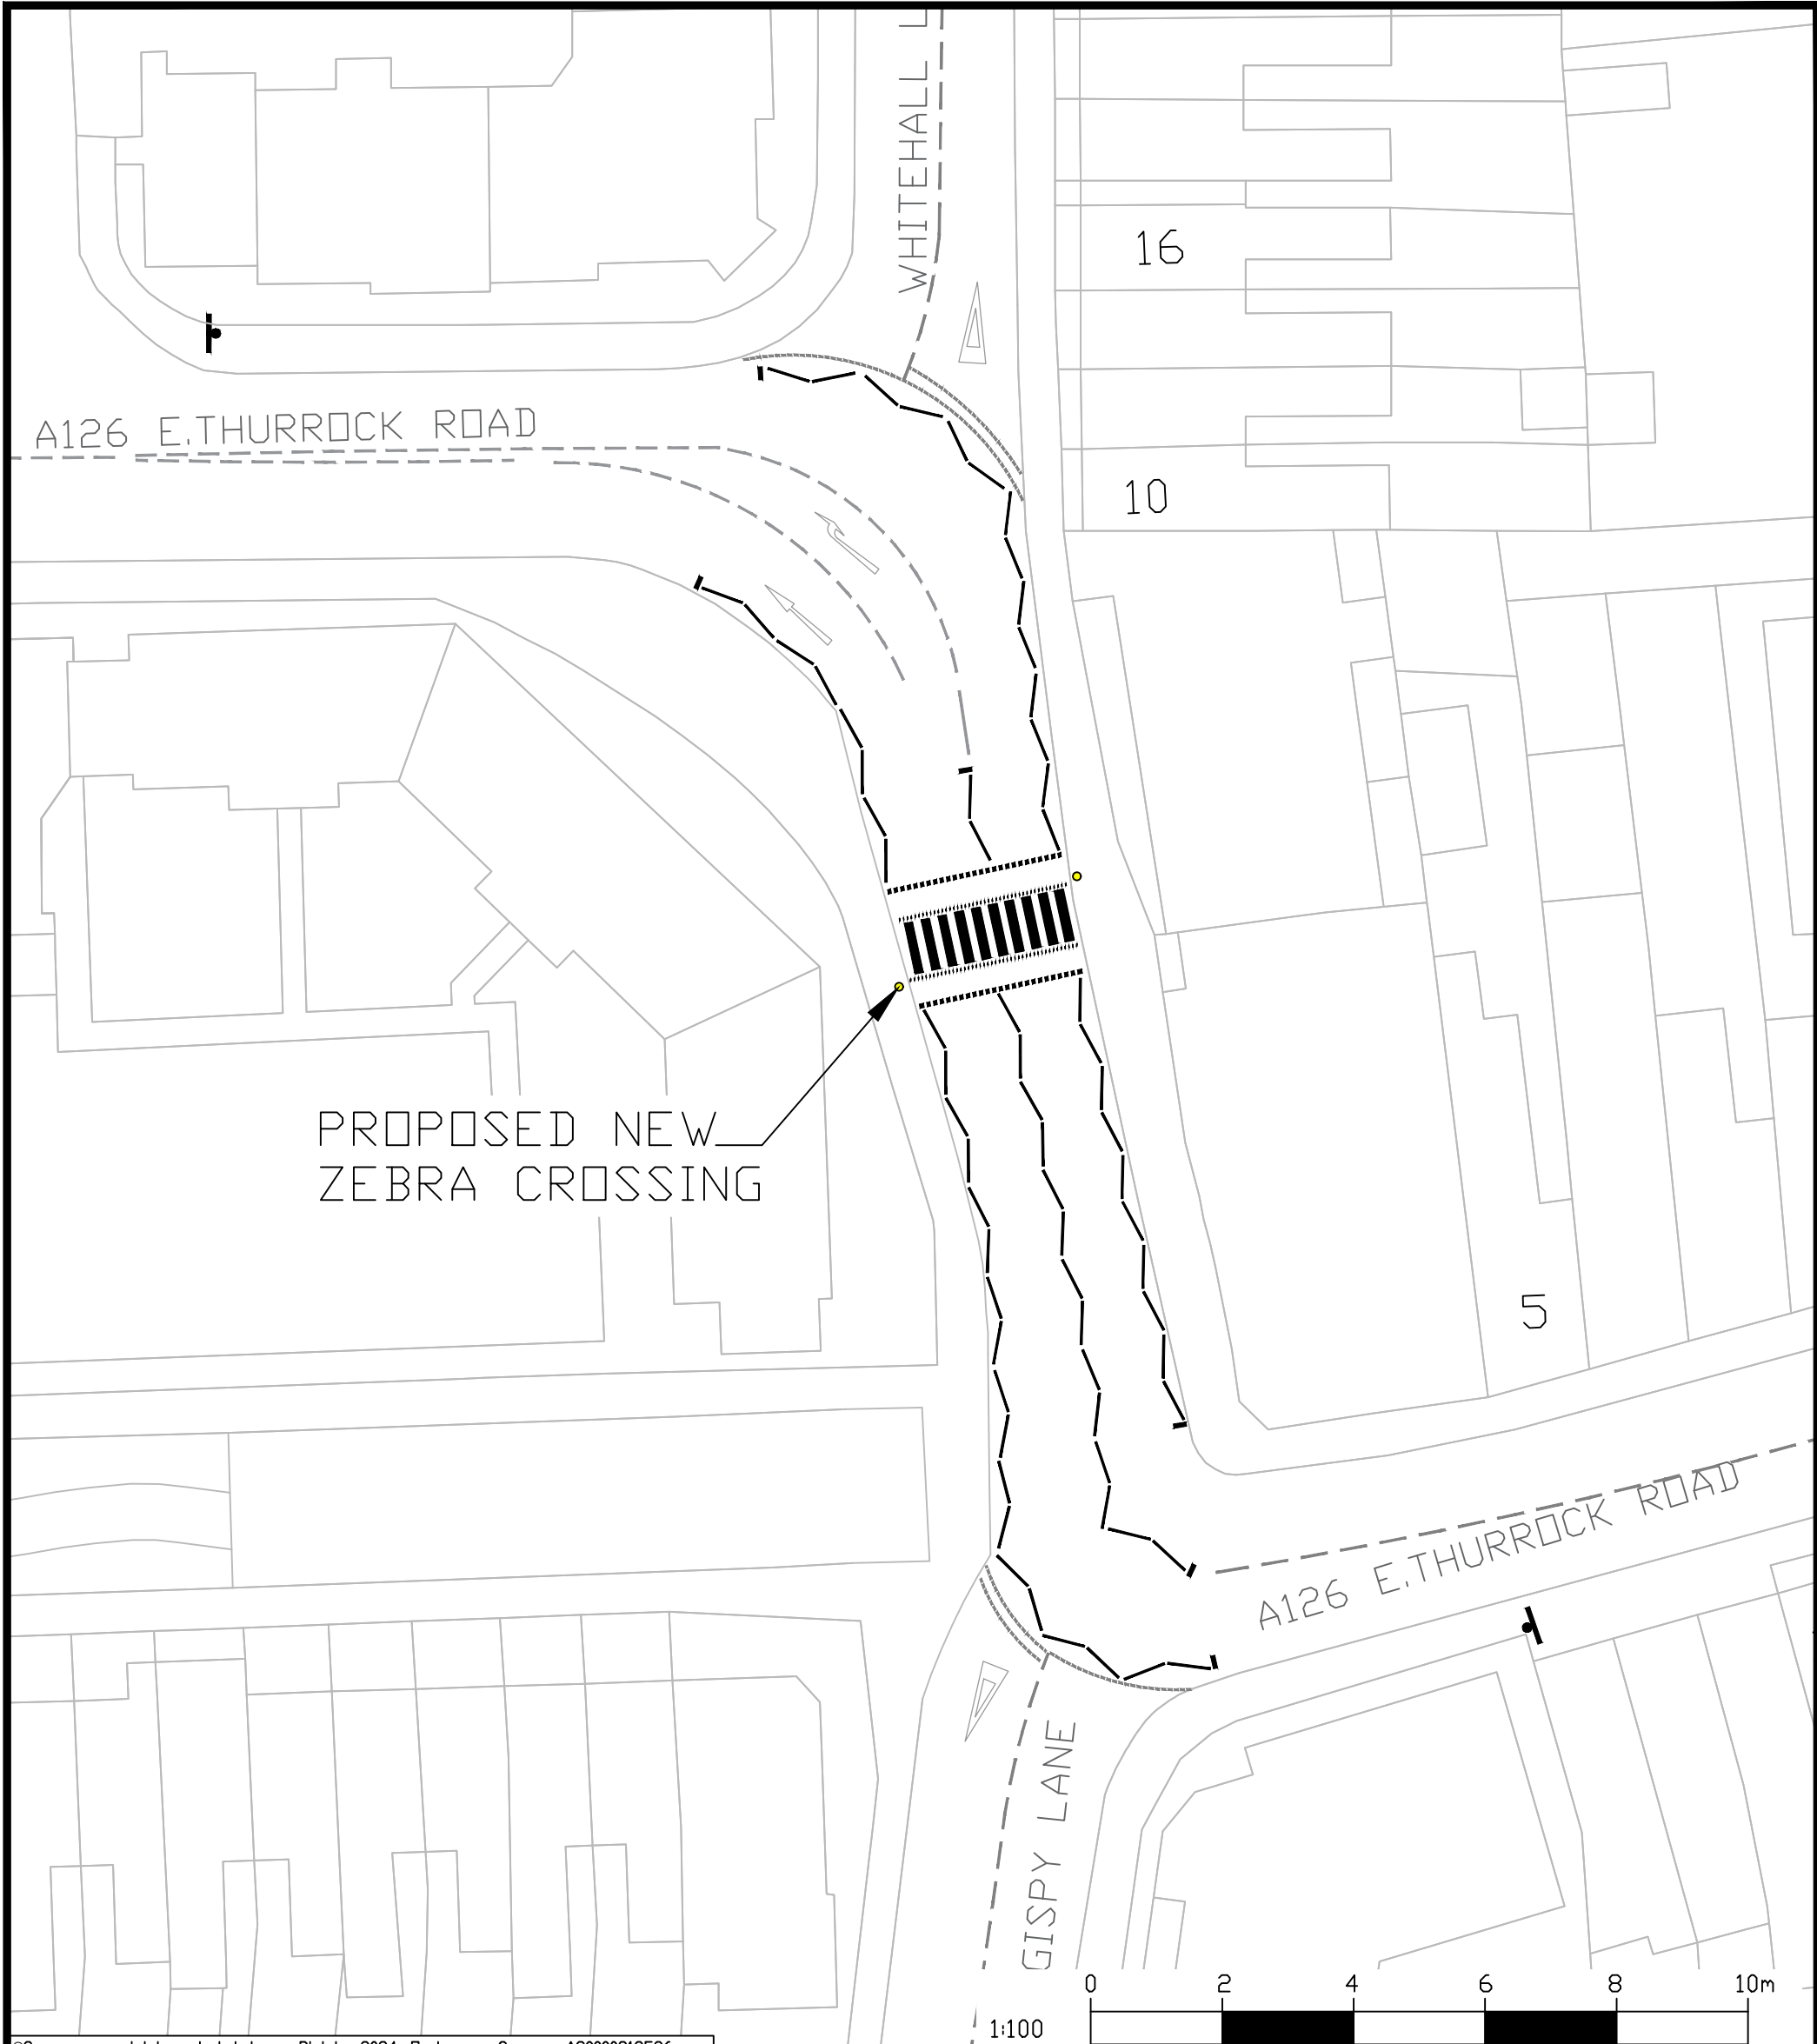 WHITEHALL
16
A126 E.THURROCK ROAD
10
PROPOSED NEW
ZEBRA CROSSING
5
A126 E.THURROCK ROAD
GISPY LANE
0 2 4 6 8 10m
1:100